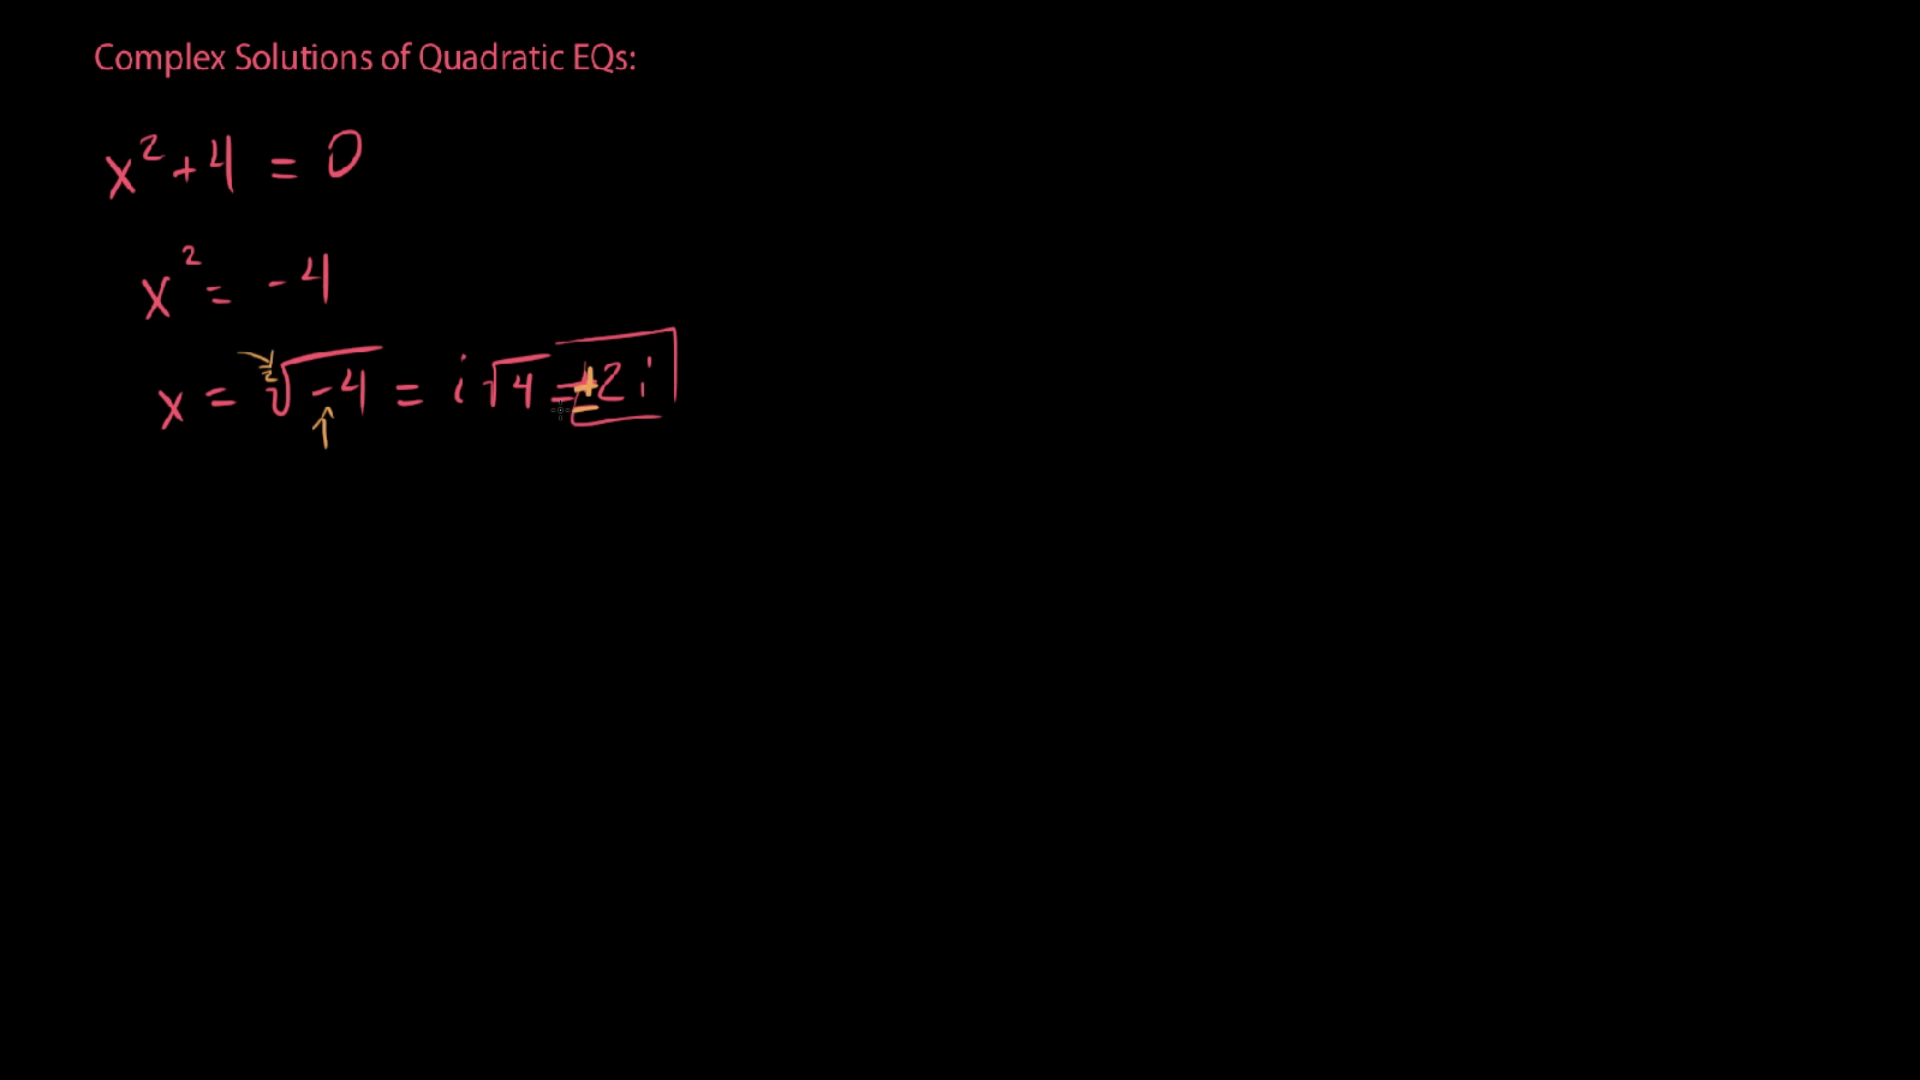 Complex Solutions of Quadratic EQs:
x² + 4 = 0
x² = -4
x = ²√-4 = i√4 = ±2i